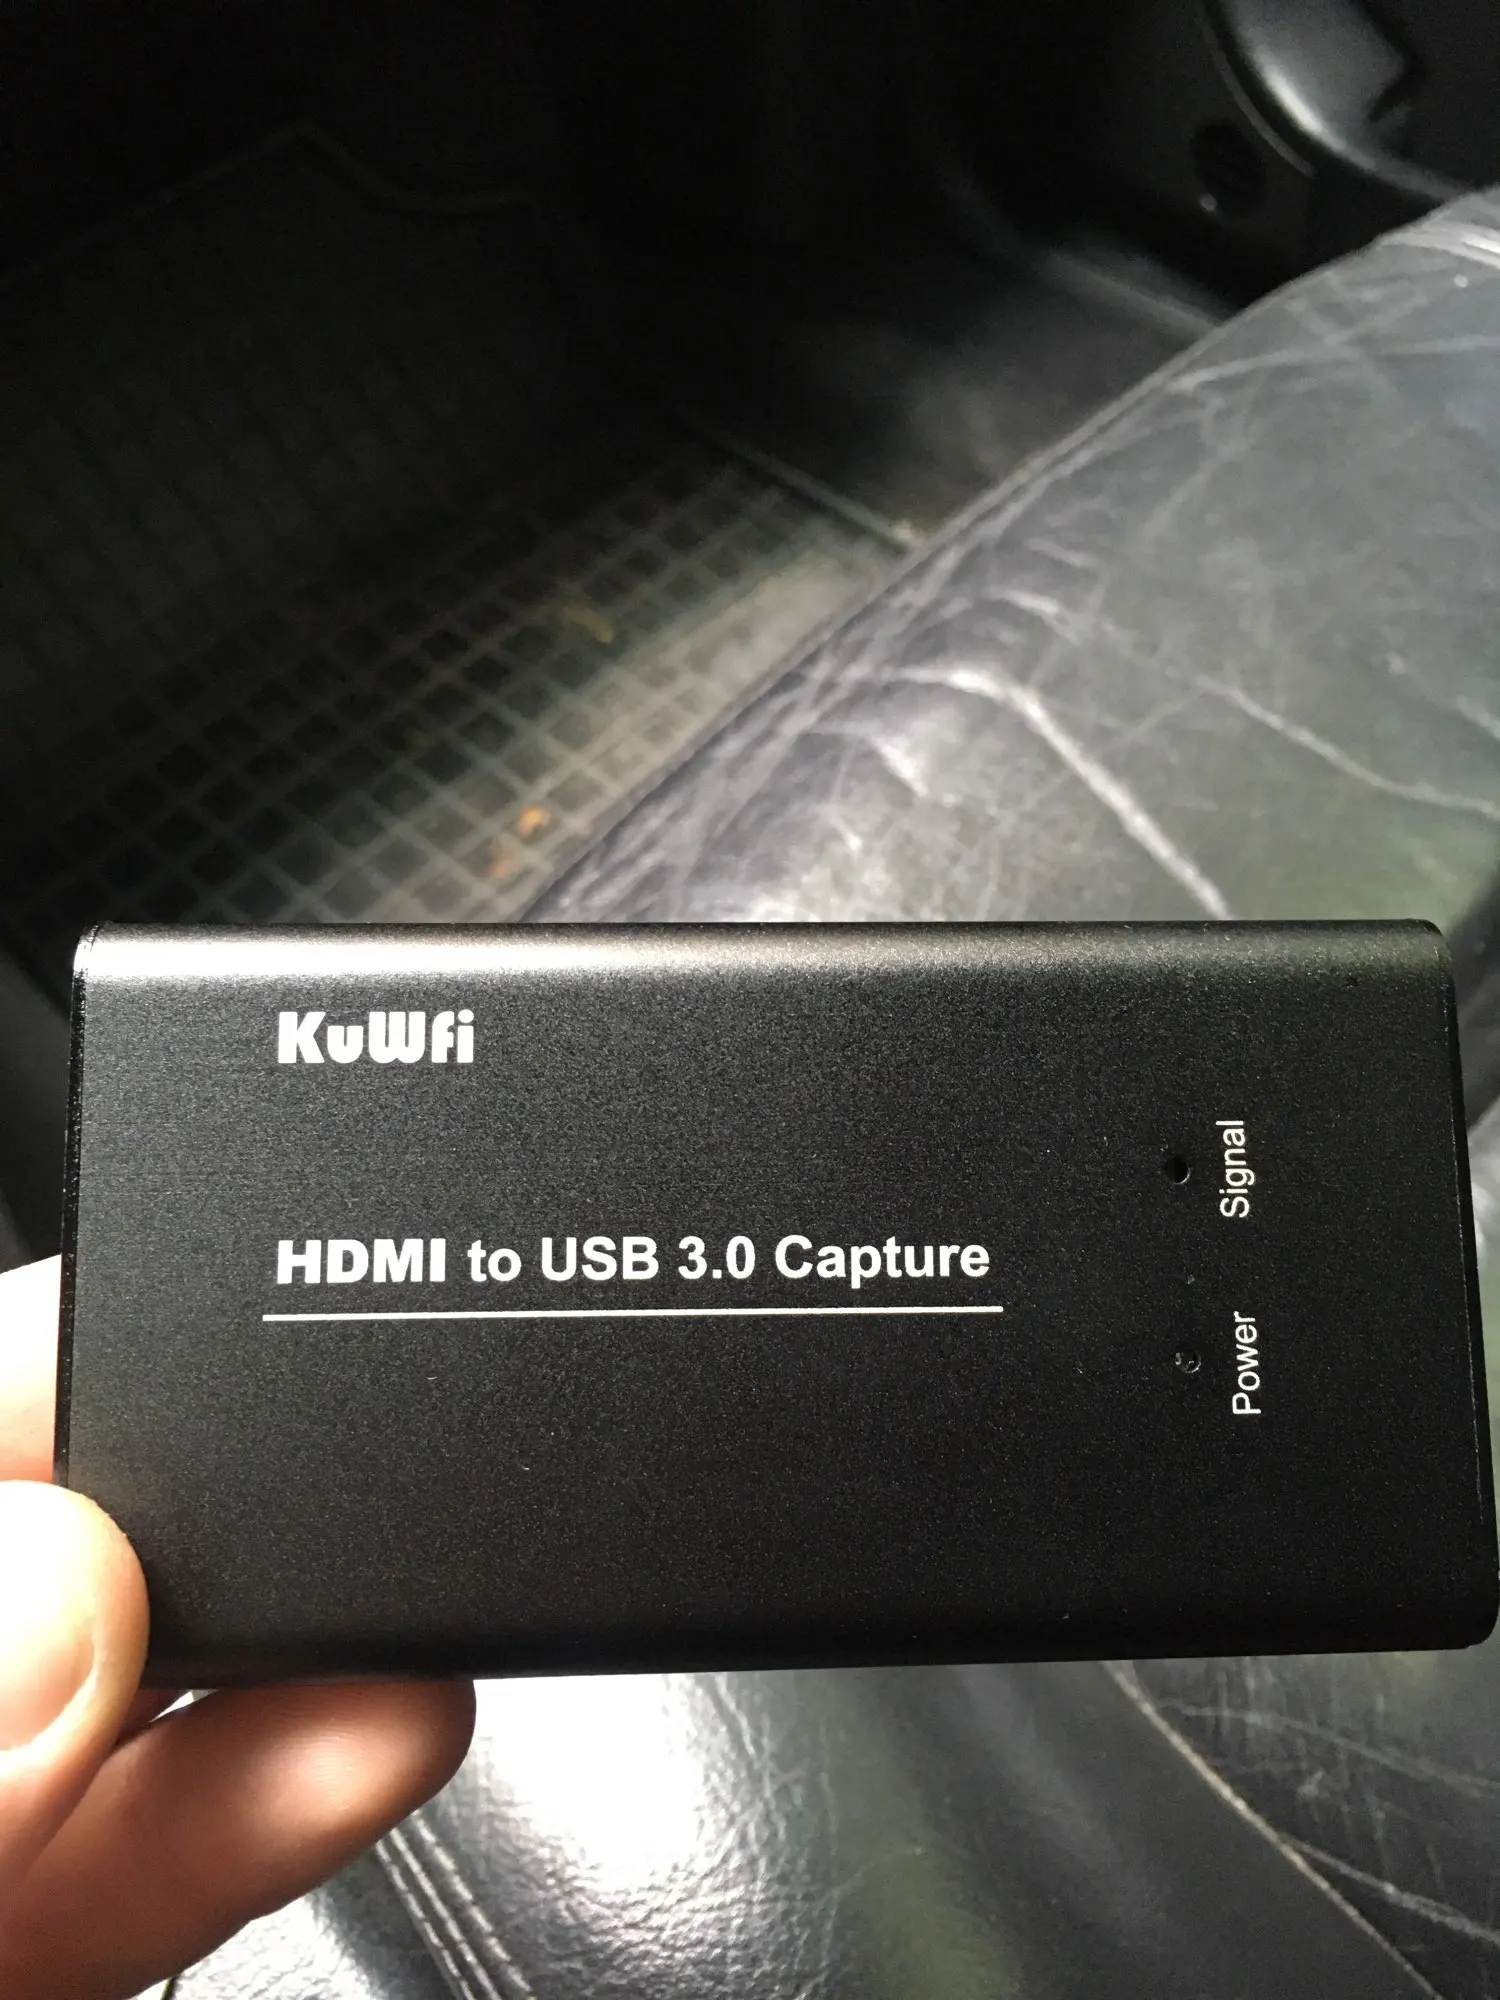 KuWfi
HDMI to USB 3.0 Capture
Signal
Power